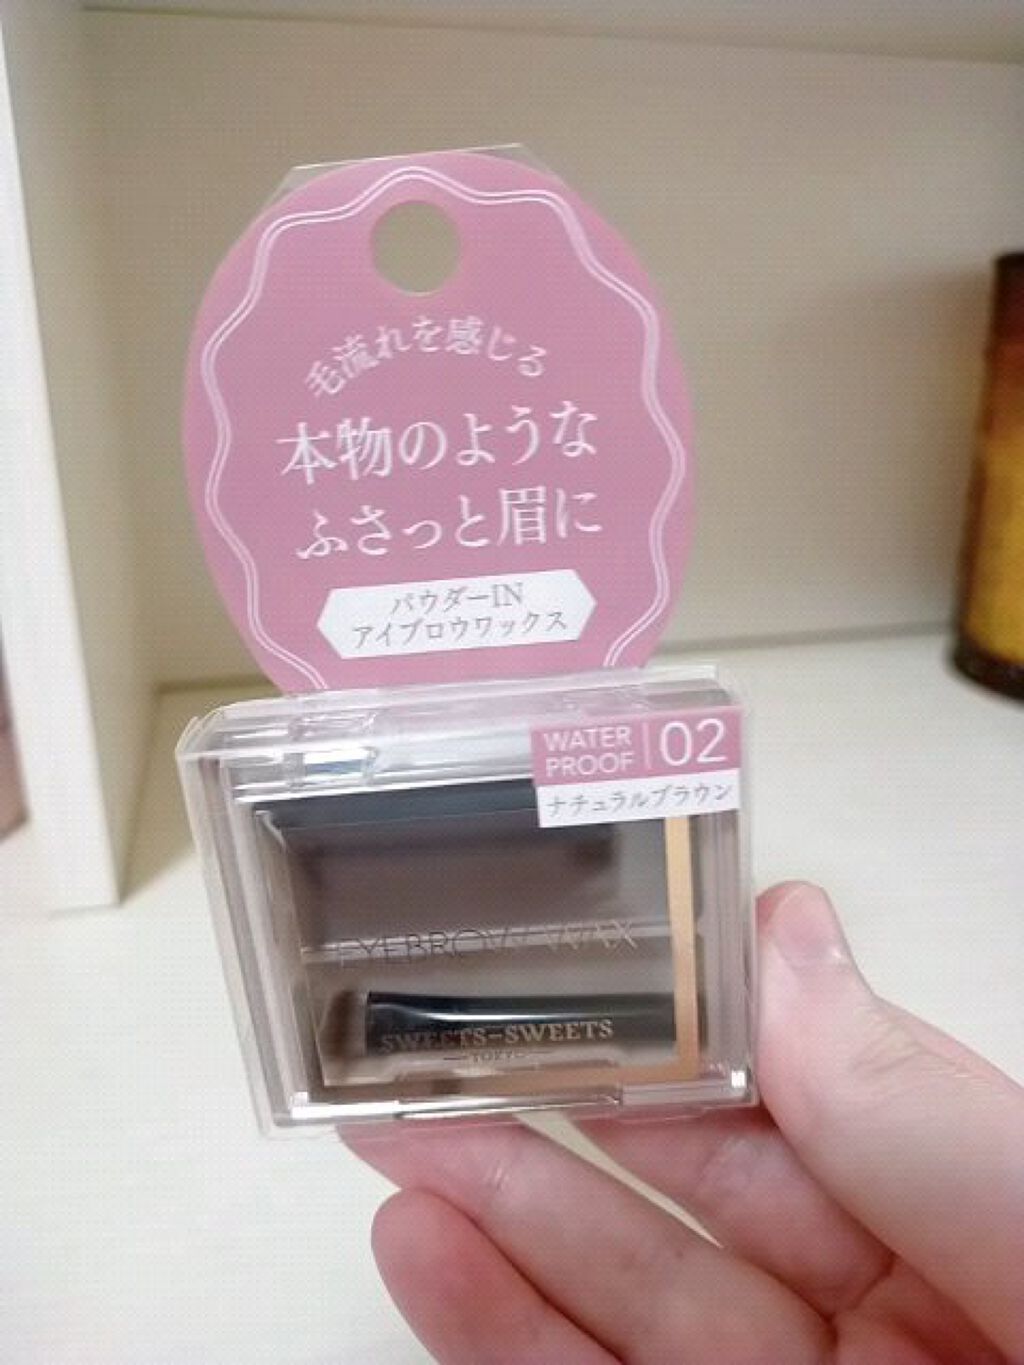 毛流れを感じる
本物のような
ふさっと眉に
パウダーIN
アイブロウワックス
WATER
PROOF
02
ナチュラルブラウン
EYEBROW WAX
SWEETS-SWEETS
TOKYO